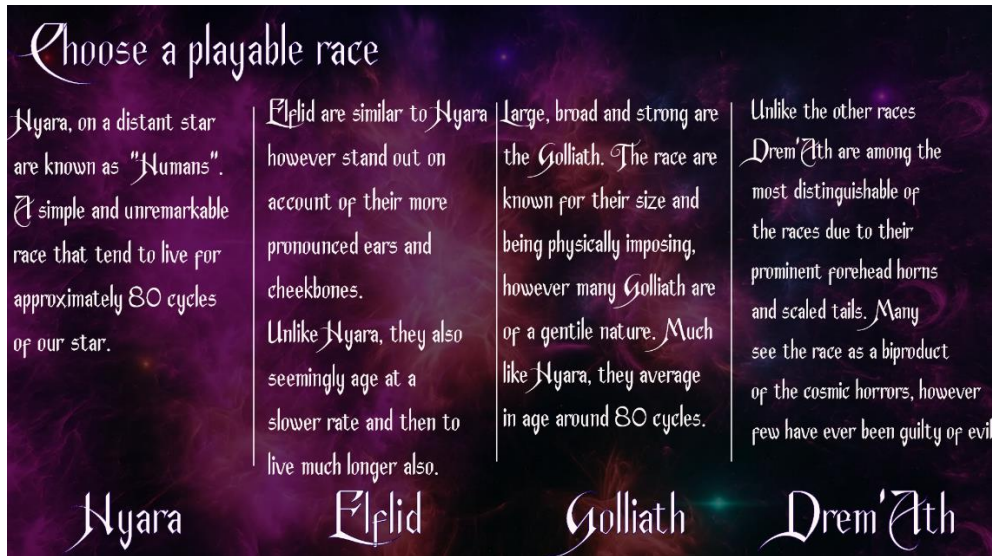 Choose a playable race
Nyara, on a distant star
are known as "Humans".
A simple and unremarkable
race that tend to live for
approximately 80 cycles
of our star.
Elflid are similar to Nyara
however stand out on
account of their more
pronounced ears and
cheekbones.
Unlike Nyara, they also
seemingly age at a
slower rate and then to
live much longer also.
Large, broad and strong are
the Golliath. The race are
known for their size and
being physically imposing,
however many Golliath are
of a gentile nature. Much
like Nyara, they average
in age around 80 cycles.
Unlike the other races
Drem'Ath are among the
most distinguishable of
the races due to their
prominent forehead horns
and scaled tails. Many
see the race as a biproduct
of the cosmic horrors, however
few have ever been guilty of evil
Nyara
Elflid
Golliath
Drem'Ath